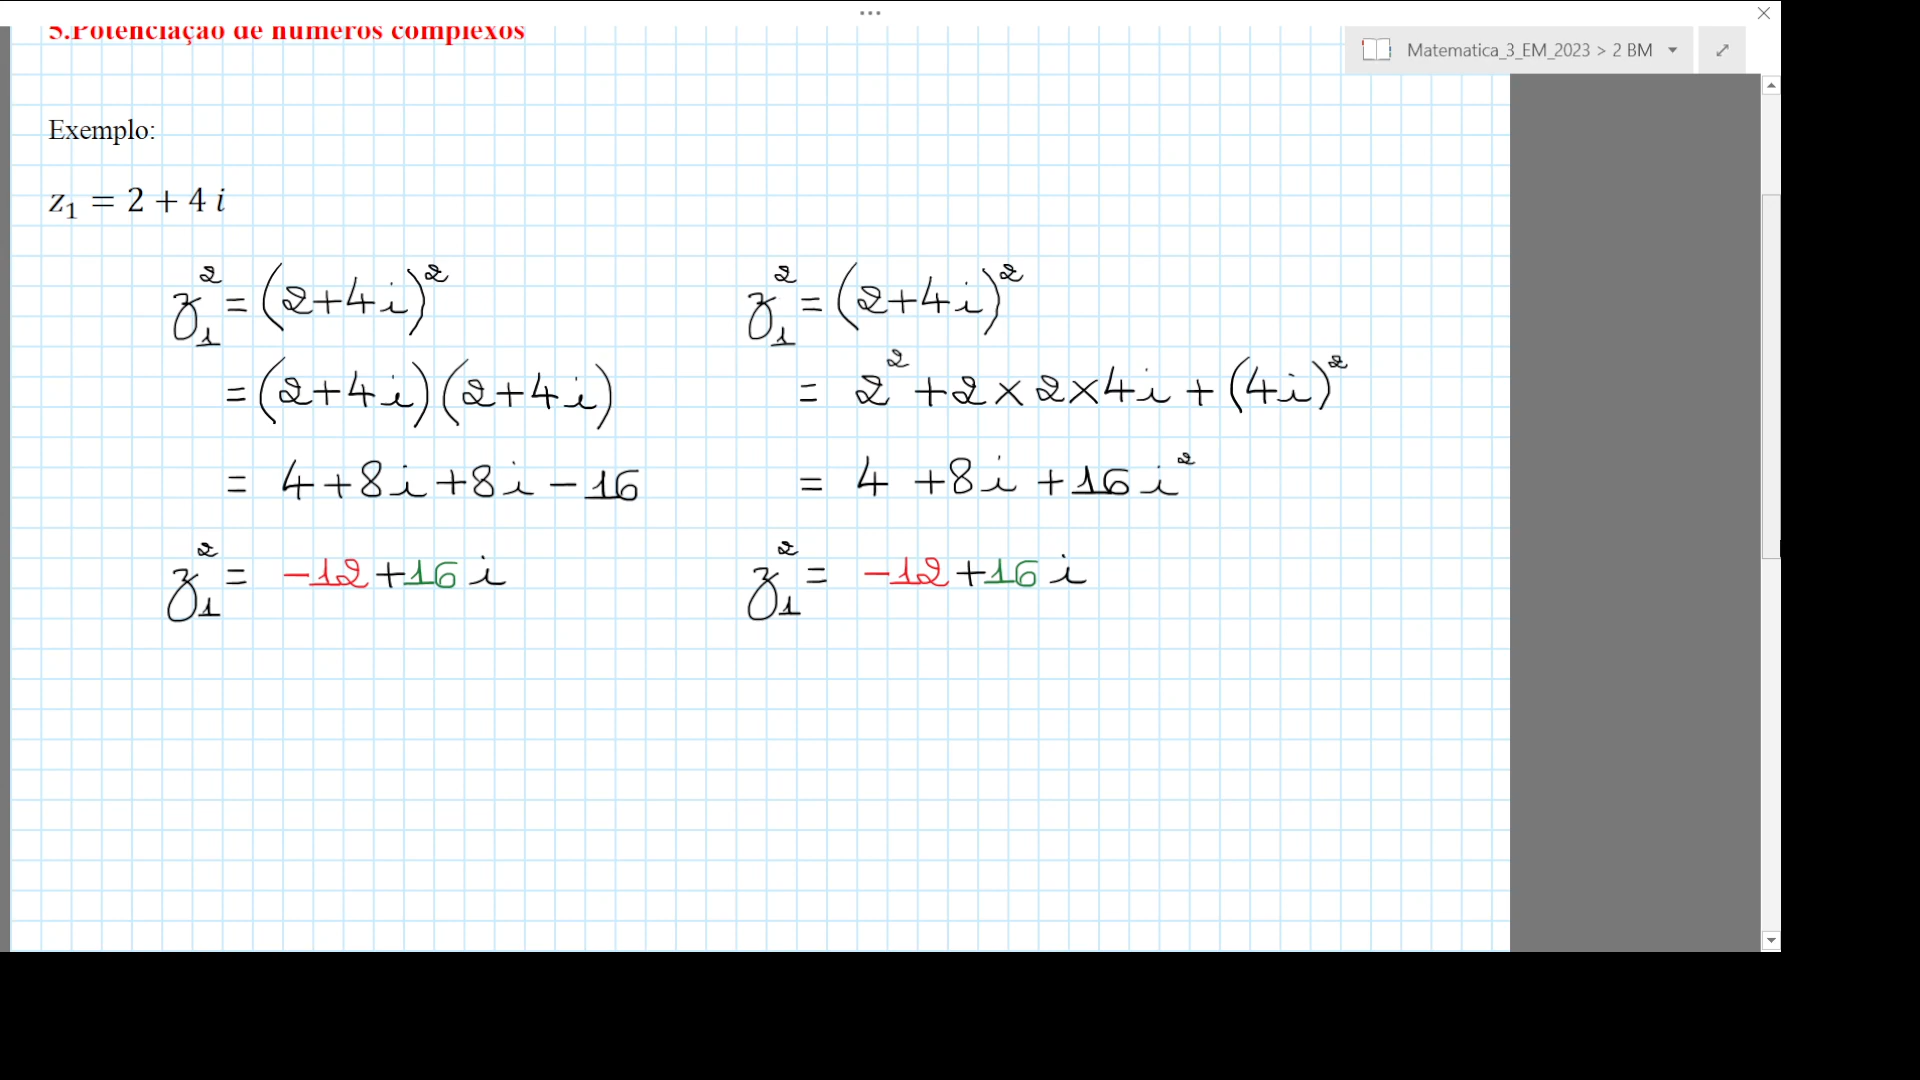 5.Potenciação de números complexos
Matematica_3_EM_2023 > 2 BM
Exemplo:
z₁ = 2 + 4 i
z₁² = (2+4i)²
= (2+4i)(2+4i)
= 4+8i+8i-16
z₁² = -12+16i
z₁² = (2+4i)²
= 2² +2×2×4i+(4i)²
= 4 +8i +16i²
z₁² = -12+16i